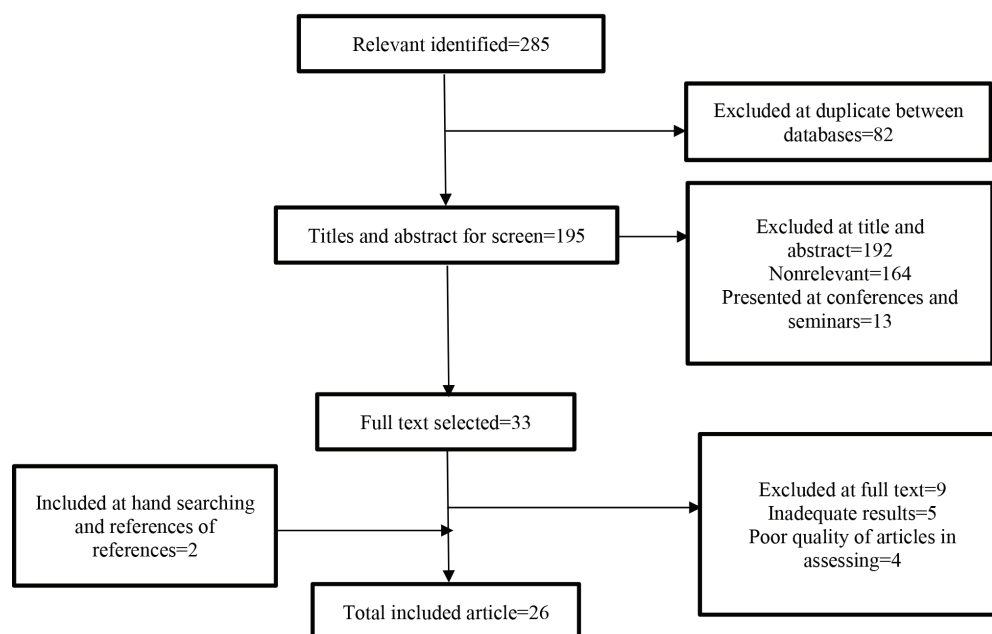 Relevant identified=285
Excluded at duplicate between
databases=82
Titles and abstract for screen=195
Excluded at title and
abstract=192
Nonrelevant=164
Presented at conferences and
seminars=13
Full text selected=33
Included at hand searching
and references of
references=2
Excluded at full text=9
Inadequate results=5
Poor quality of articles in
assessing=4
Total included article=26